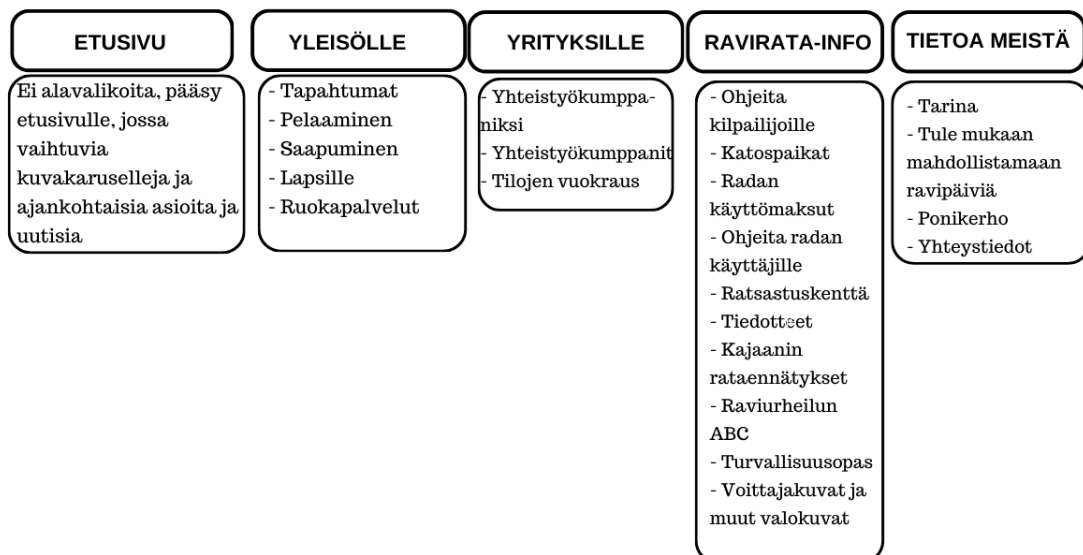 ETUSIVU
Ei alavalikoita, pääsy
etusivulle, jossa
vaihtuvia
kuvakaruselleja ja
ajankohtaisia asioita ja
uutisia
YLEISÖLLE
- Tapahtumat
- Pelaaminen
- Saapuminen
- Lapsille
- Ruokapalvelut
YRITYKSILLE
- Yhteistyökumppa-
niksi
- Yhteistyökumppanit
- Tilojen vuokraus
RAVIRATA-INFO
- Ohjeita
kilpailijoille
- Katospaikat
- Radan
käyttömaksut
- Ohjeita radan
käyttäjille
- Ratsastuskenttä
- Tiedotteet
- Kajaanin
rataennätykset
- Raviurheilun
ABC
- Turvallisuusopas
- Voittajakuvat ja
muut valokuvat
TIETOA MEISTÄ
- Tarina
- Tule mukaan
mahdollistamaan
ravipäiviä
- Ponikerho
- Yhteystiedot